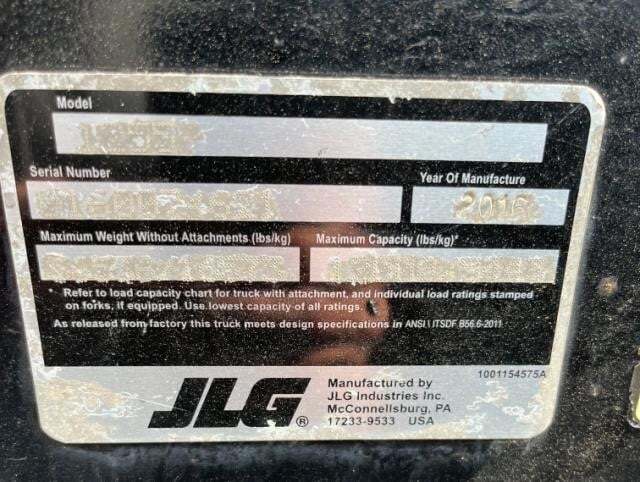 Model
Serial Number
Year Of Manufacture
2016
Maximum Weight Without Attachments (lbs/kg)
Maximum Capacity (lbs/kg)*
* Refer to load capacity chart for truck with attachment, and individual load ratings stamped
on forks, if equipped. Use lowest capacity of all ratings.
As released from factory this truck meets design specifications in ANSI \ ITSDF B56.6-2011
1001154575A
JLG®
Manufactured by
JLG Industries Inc.
McConnellsburg, PA
17233-9533 USA